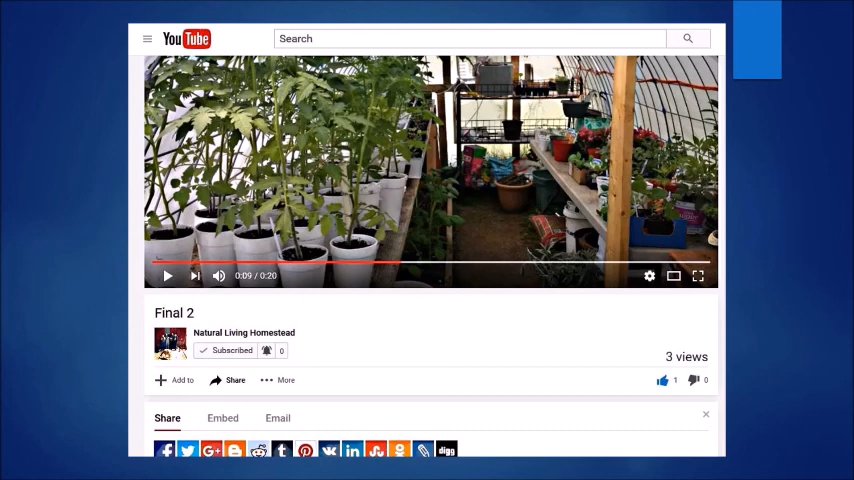 YouTube
Search
0:09 / 0:20
Final 2
Natural Living Homestead
Subscribed 0
3 views
Add to Share More 1 0
Share Embed Email
digg